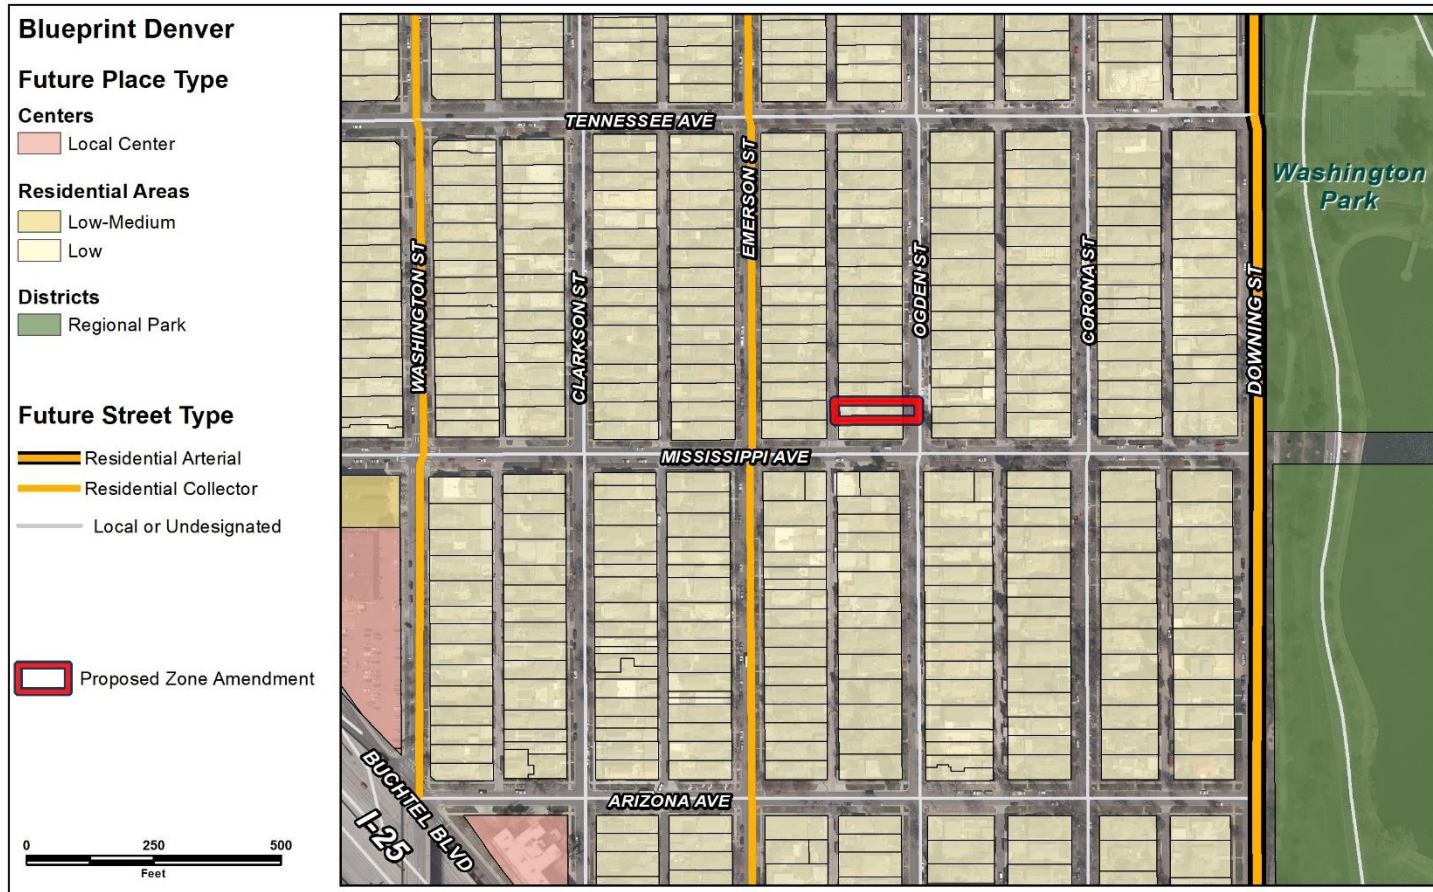 Blueprint Denver
Future Place Type
Centers
Local Center
Residential Areas
Low-Medium
Low
Districts
Regional Park
Future Street Type
Residential Arterial
Residential Collector
Local or Undesignated
Proposed Zone Amendment
0 250 500
Feet
TENNESSEE AVE
Washington
Park
WASHINGTON ST
CLARKSON ST
EMERSON ST
OGDEN ST
CORONA ST
DOWNING ST
MISSISSIPPI AVE
BUCHTEL BLVD
I-25
ARIZONA AVE